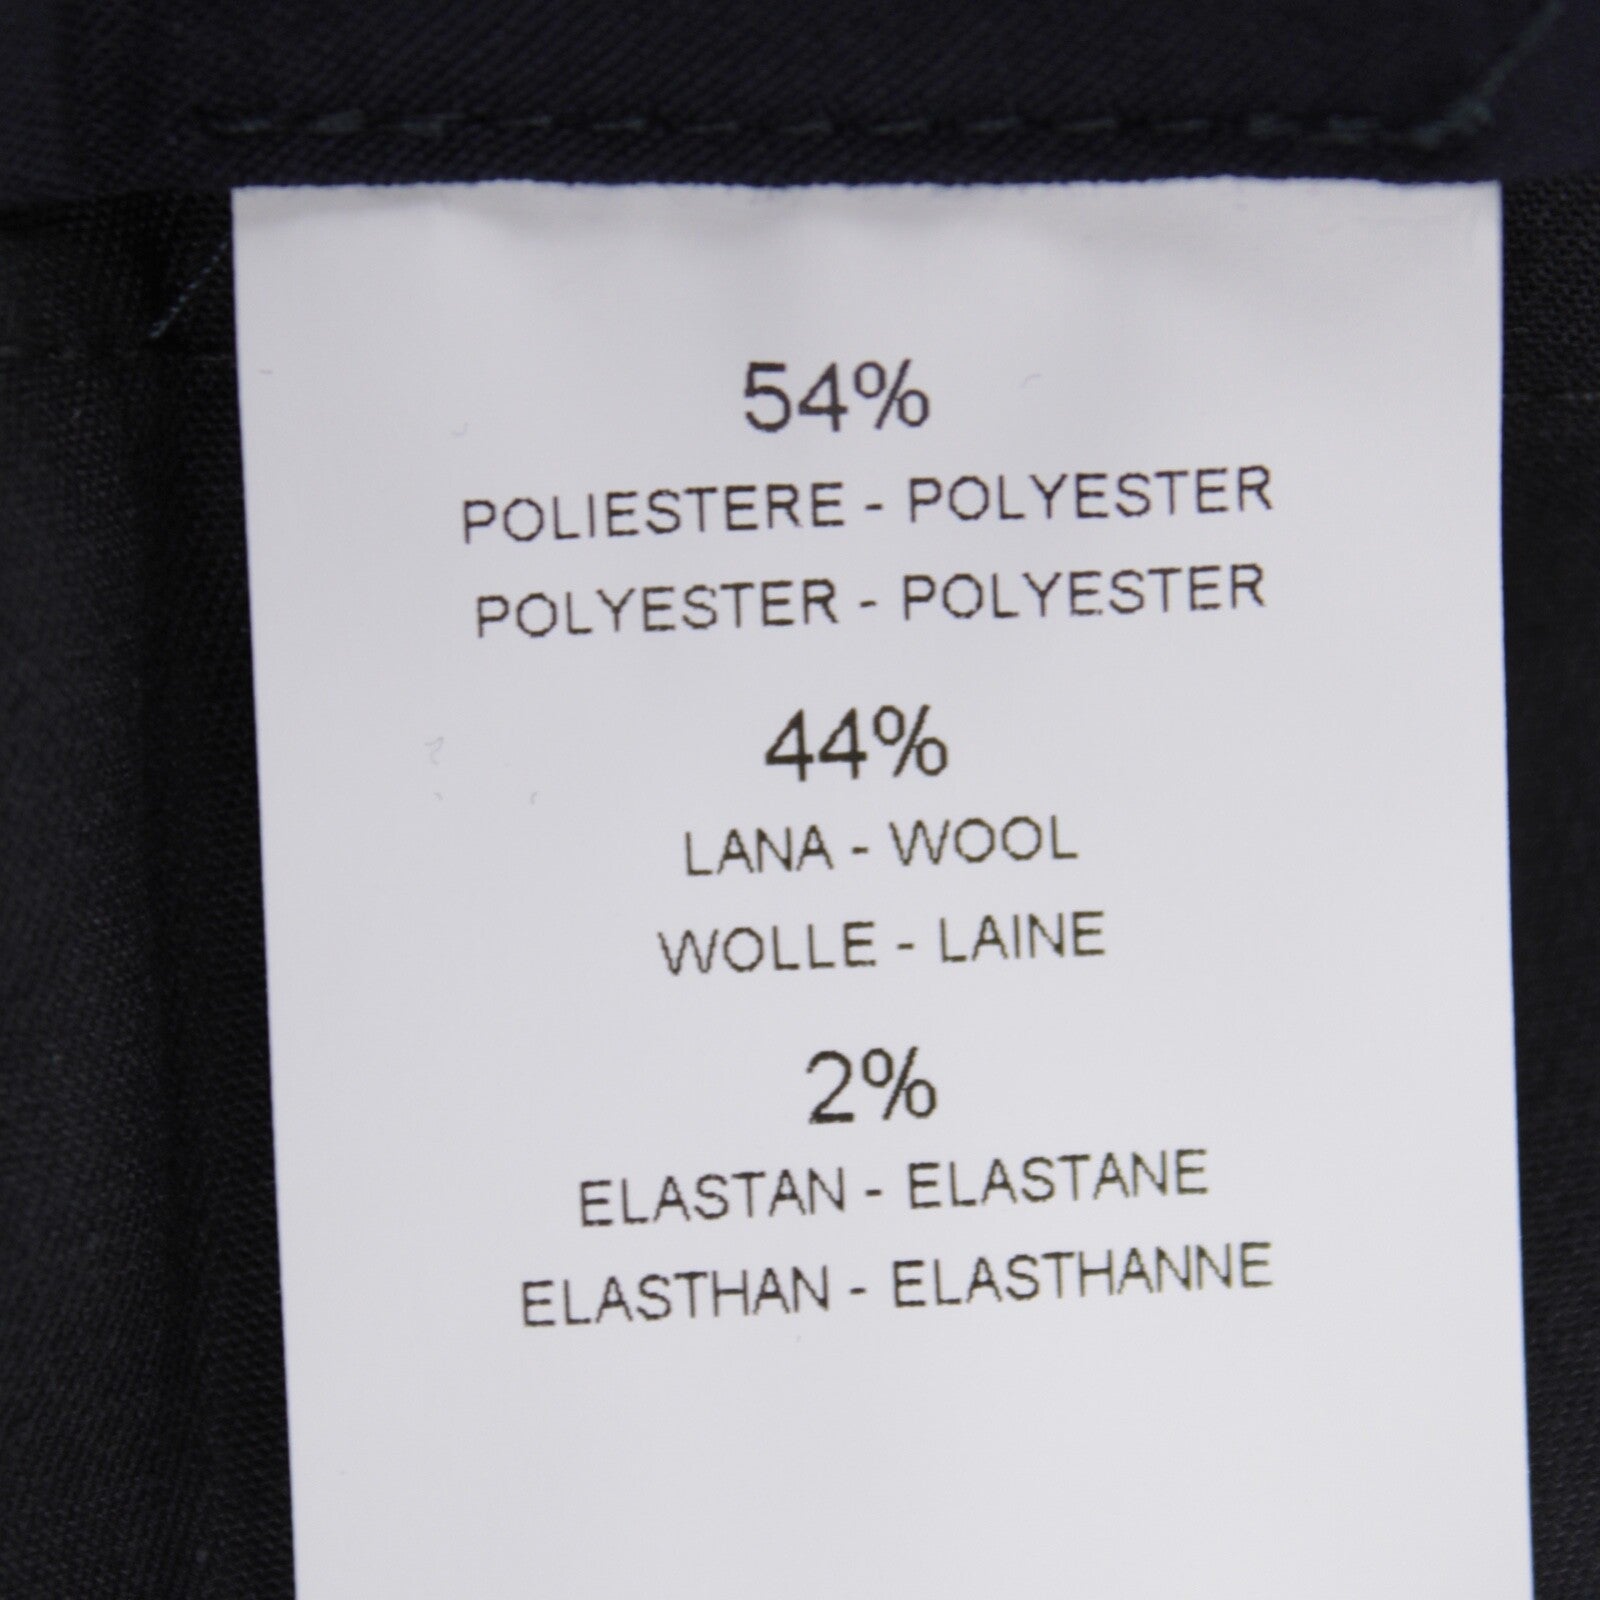 54%
POLIESTERE - POLYESTER
POLYESTER - POLYESTER
44%
LANA - WOOL
WOLLE - LAINE
2%
ELASTAN - ELASTANE
ELASTHAN - ELASTHANNE